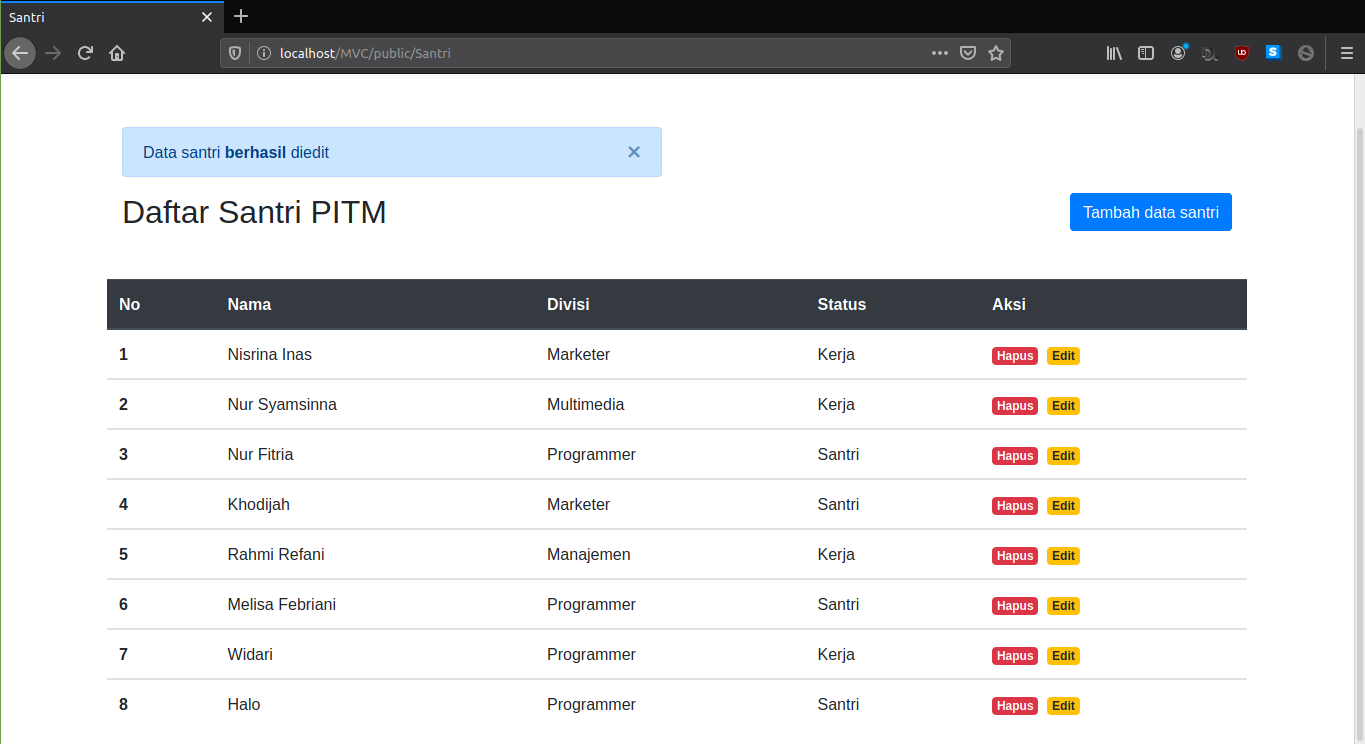 Santri
localhost/MVC/public/Santri
Data santri berhasil diedit ×
Daftar Santri PITM Tambah data santri
No Nama Divisi Status Aksi
1 Nisrina Inas Marketer Kerja Hapus Edit
2 Nur Syamsinna Multimedia Kerja Hapus Edit
3 Nur Fitria Programmer Santri Hapus Edit
4 Khodijah Marketer Santri Hapus Edit
5 Rahmi Refani Manajemen Kerja Hapus Edit
6 Melisa Febriani Programmer Santri Hapus Edit
7 Widari Programmer Kerja Hapus Edit
8 Halo Programmer Santri Hapus Edit